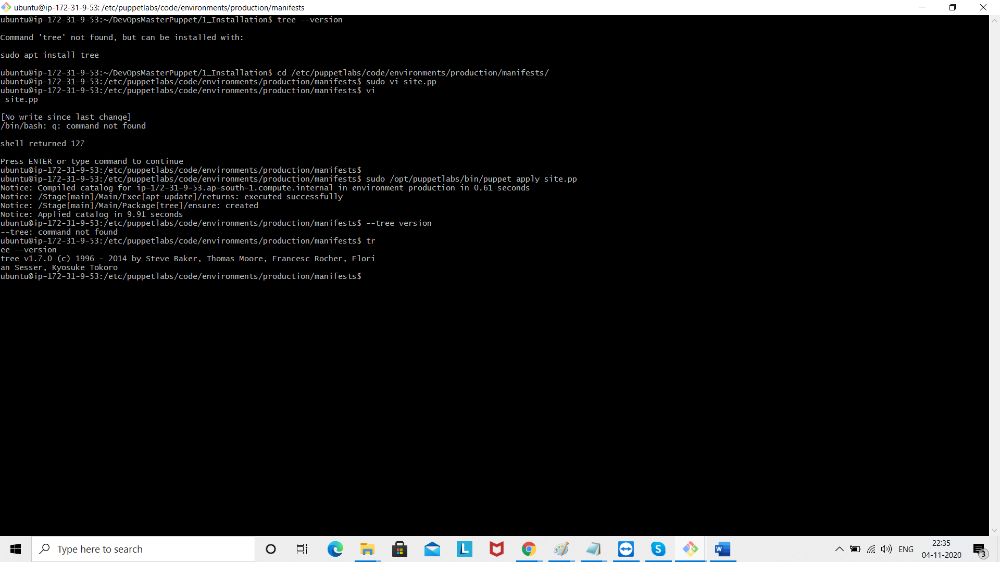 ubuntu@ip-172-31-9-53: /etc/puppetlabs/code/environments/production/manifests
ubuntu@ip-172-31-9-53:~/DevOpsMasterPuppet/1_Installation$ tree --version
Command 'tree' not found, but can be installed with:
sudo apt install tree
ubuntu@ip-172-31-9-53:~/DevOpsMasterPuppet/1_Installation$ cd /etc/puppetlabs/code/environments/production/manifests/
ubuntu@ip-172-31-9-53:/etc/puppetlabs/code/environments/production/manifests$ sudo vi site.pp
ubuntu@ip-172-31-9-53:/etc/puppetlabs/code/environments/production/manifests$ vi
 site.pp
[No write since last change]
/bin/bash: q: command not found
shell returned 127
Press ENTER or type command to continue
ubuntu@ip-172-31-9-53:/etc/puppetlabs/code/environments/production/manifests$
ubuntu@ip-172-31-9-53:/etc/puppetlabs/code/environments/production/manifests$ sudo /opt/puppetlabs/bin/puppet apply site.pp
Notice: Compiled catalog for ip-172-31-9-53.ap-south-1.compute.internal in environment production in 0.61 seconds
Notice: /Stage[main]/Main/Exec[apt-update]/returns: executed successfully
Notice: /Stage[main]/Main/Package[tree]/ensure: created
Notice: Applied catalog in 9.91 seconds
ubuntu@ip-172-31-9-53:/etc/puppetlabs/code/environments/production/manifests$ --tree version
--tree: command not found
ubuntu@ip-172-31-9-53:/etc/puppetlabs/code/environments/production/manifests$ tr
ee --version
tree v1.7.0 (c) 1996 - 2014 by Steve Baker, Thomas Moore, Francesc Rocher, Flori
an Sesser, Kyosuke Tokoro
ubuntu@ip-172-31-9-53:/etc/puppetlabs/code/environments/production/manifests$
Type here to search
L
S
W
ENG
22:35
04-11-2020
3